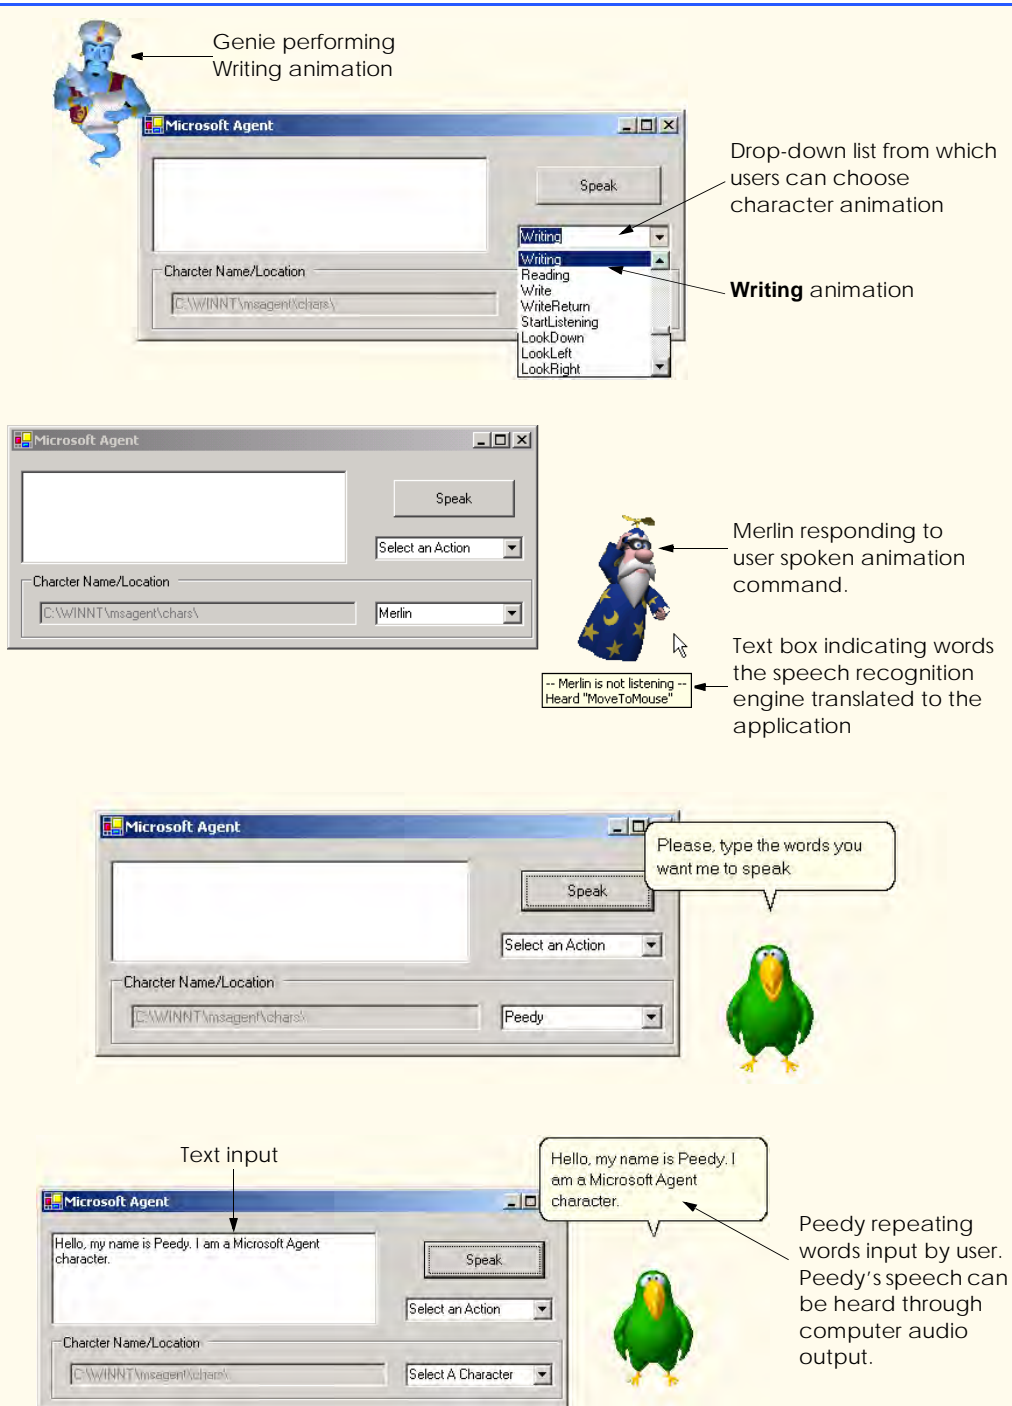 Genie performing
Writing animation
Microsoft Agent
Drop-down list from which
users can choose
character animation
Speak
Writing
Writing
Reading
Write
WriteReturn
StartListening
LookDown
LookLeft
LookRight
Writing animation
Charcter Name/Location
C:\WINNT\msagent\chars\
Microsoft Agent
Speak
Select an Action
Charcter Name/Location
C:\WINNT\msagent\chars\
Merlin
Merlin responding to
user spoken animation
command.
Text box indicating words
the speech recognition
engine translated to the
application
-- Merlin is not listening --
Heard "MoveToMouse"
Microsoft Agent
Please, type the words you
want me to speak
Speak
Select an Action
Charcter Name/Location
C:\WINNT\msagent\chars\
Peedy
Text input
Hello, my name is Peedy. I
am a Microsoft Agent
character.
Microsoft Agent
Hello, my name is Peedy. I am a Microsoft Agent
character.
Speak
Select an Action
Charcter Name/Location
C:\WINNT\msagent\chars\
Select A Character
Peedy repeating
words input by user.
Peedy's speech can
be heard through
computer audio
output.